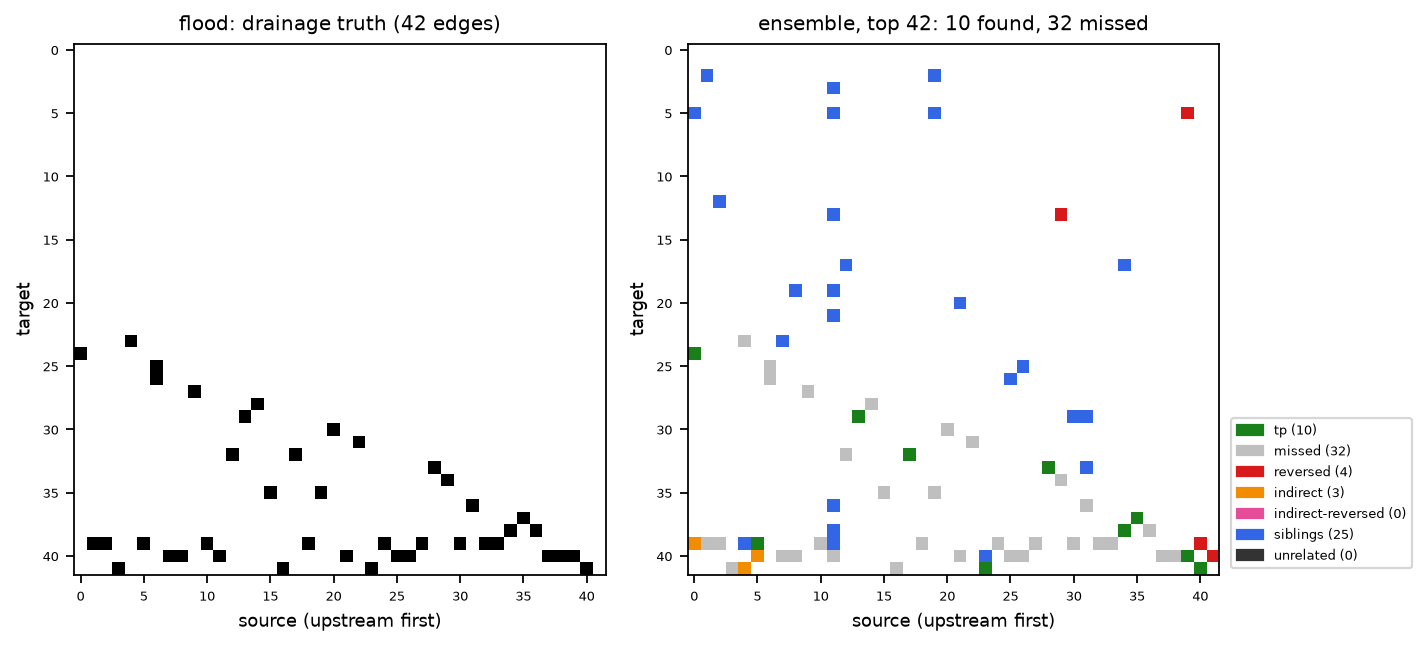 flood: drainage truth (42 edges)
0
5
10
15
20
25
30
35
40
target
0
5
10
15
20
25
30
35
40
source (upstream first)
ensemble, top 42: 10 found, 32 missed
0
5
10
15
20
25
30
35
40
target
0
5
10
15
20
25
30
35
40
source (upstream first)
tp (10)
missed (32)
reversed (4)
indirect (3)
indirect-reversed (0)
siblings (25)
unrelated (0)